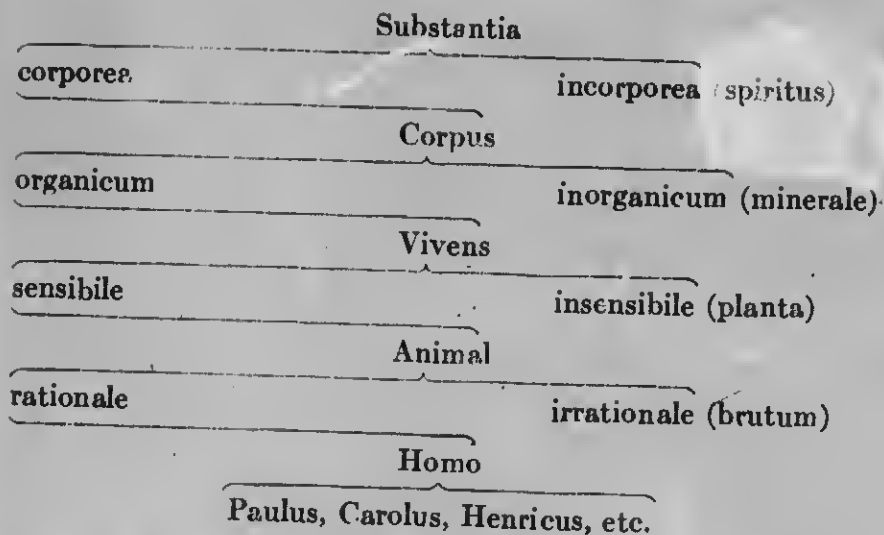 Substantia
corporea incorporea (spiritus)
Corpus
organicum inorganicum (minerale)
Vivens
sensibile insensibile (planta)
Animal
rationale irrationale (brutum)
Homo
Paulus, Carolus, Henricus, etc.